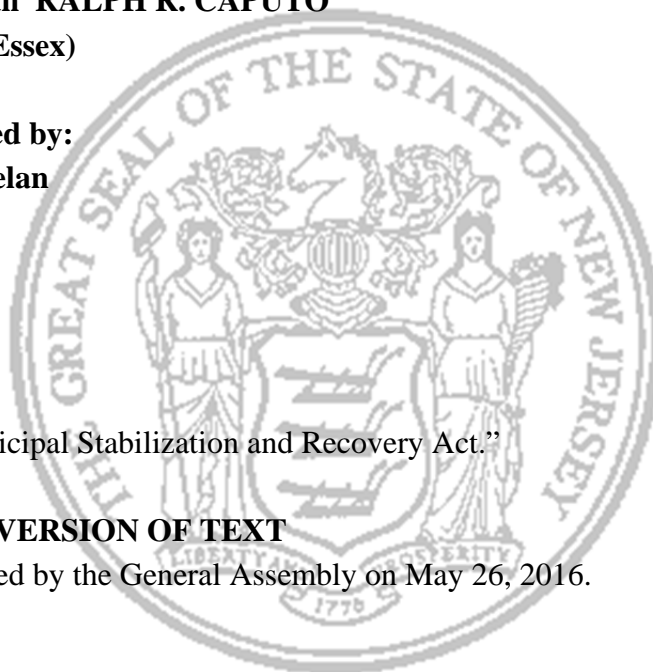 RALPH R. CAPUTO
Essex)
ed by:
elan
icipal Stabilization and Recovery Act.”
VERSION OF TEXT
ed by the General Assembly on May 26, 2016.
THE GREAT SEAL OF THE STATE OF NEW JERSEY
LIBERTY AND PROSPERITY
1776